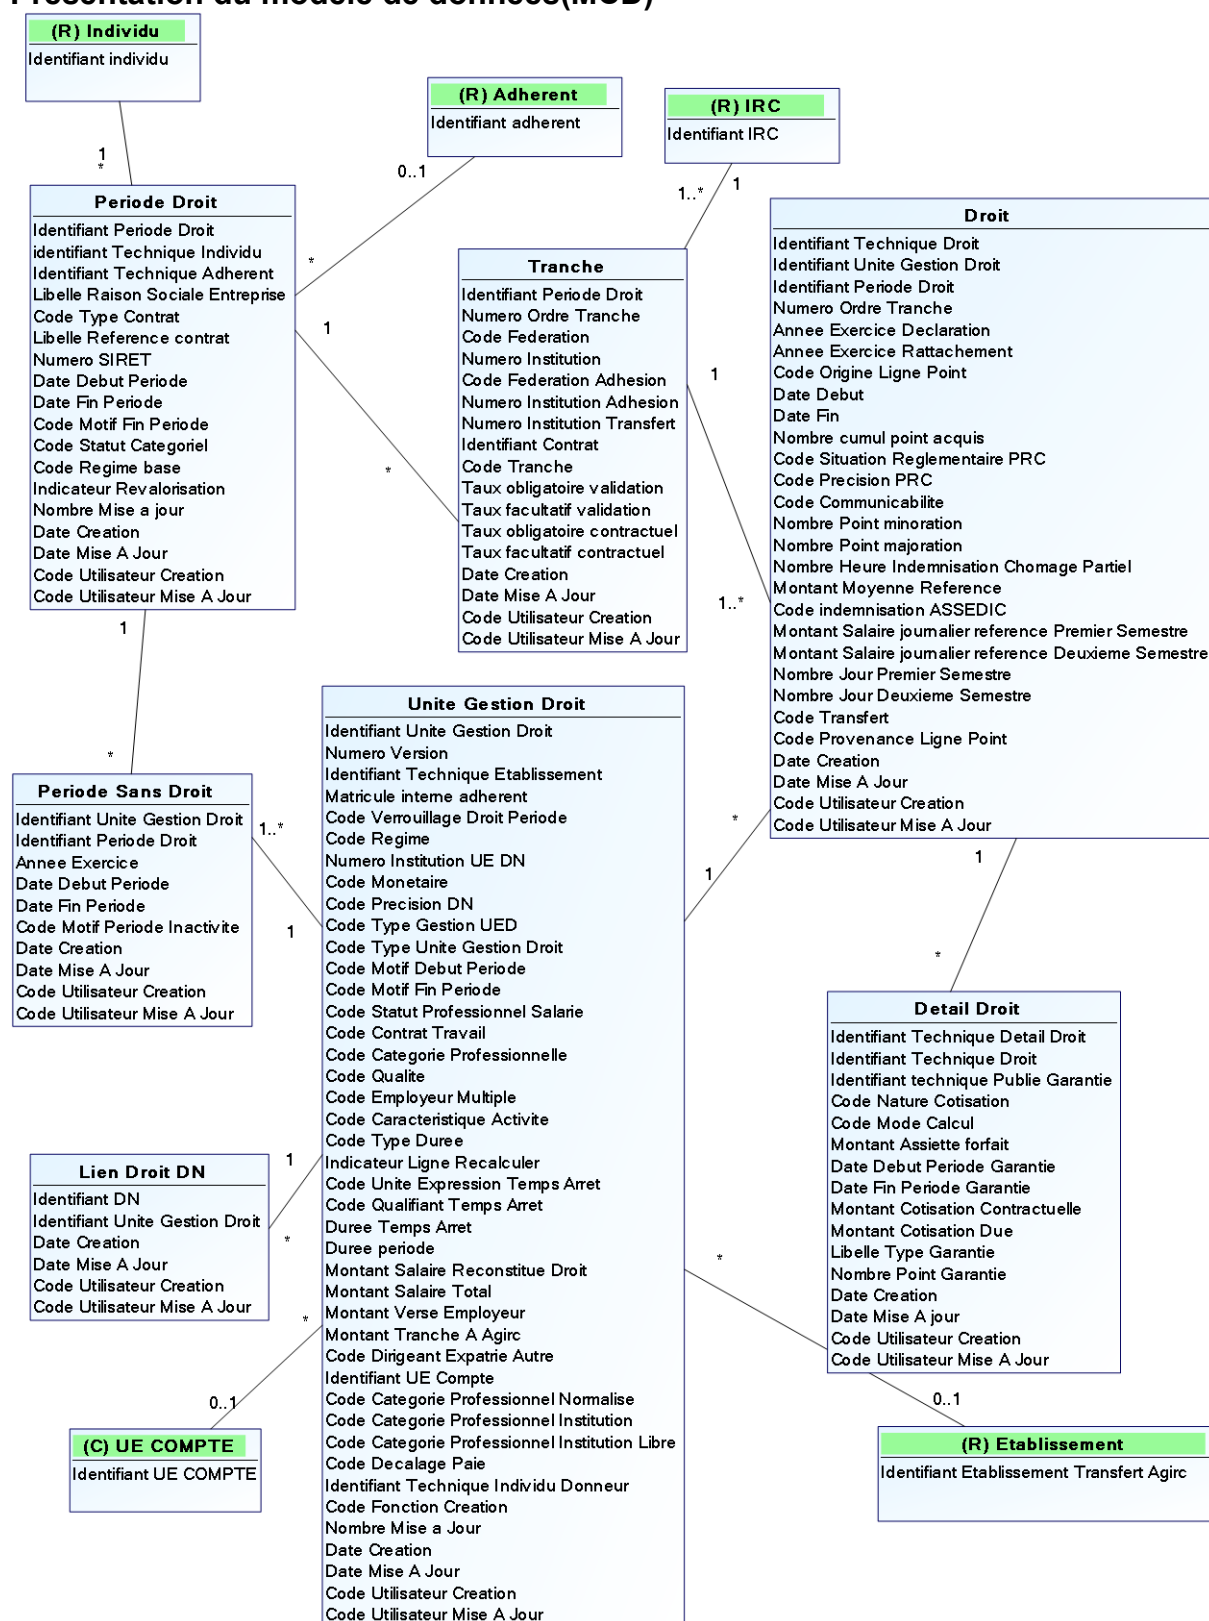 Présentation du modèle de données(MCD)
(R) Individu
Identifiant individu
1
*
(R) Adherent
Identifiant adherent
0..1
*
(R) IRC
Identifiant IRC
1
1..*
Periode Droit
Identifiant Periode Droit
identifiant Technique Individu
Identifiant Technique Adherent
Libelle Raison Sociale Entreprise
Code Type Contrat
Libelle Reference contrat
Numero SIRET
Date Debut Periode
Date Fin Periode
Code Motif Fin Periode
Code Statut Categoriel
Code Regime base
Indicateur Revalorisation
Nombre Mise a jour
Date Creation
Date Mise A Jour
Code Utilisateur Creation
Code Utilisateur Mise A Jour
1
*
1
*
Tranche
Identifiant Periode Droit
Numero Ordre Tranche
Code Federation
Numero Institution
Code Federation Adhesion
Numero Institution Adhesion
Numero Institution Transfert
Identifiant Contrat
Code Tranche
Taux obligatoire validation
Taux facultatif validation
Taux obligatoire contractuel
Taux facultatif contractuel
Date Creation
Date Mise A Jour
Code Utilisateur Creation
Code Utilisateur Mise A Jour
1
1..*
Droit
Identifiant Technique Droit
Identifiant Unite Gestion Droit
Identifiant Periode Droit
Numero Ordre Tranche
Annee Exercice Declaration
Annee Exercice Rattachement
Code Origine Ligne Point
Date Debut
Date Fin
Nombre cumul point acquis
Code Situation Reglementaire PRC
Code Precision PRC
Code Communicabilite
Nombre Point minoration
Nombre Point majoration
Nombre Heure Indemnisation Chomage Partiel
Montant Moyenne Reference
Code indemnisation ASSEDIC
Montant Salaire journalier reference Premier Semestre
Montant Salaire journalier reference Deuxieme Semestre
Nombre Jour Premier Semestre
Nombre Jour Deuxieme Semestre
Code Transfert
Code Provenance Ligne Point
Date Creation
Date Mise A Jour
Code Utilisateur Creation
Code Utilisateur Mise A Jour
*
1
1
*
Periode Sans Droit
Identifiant Unite Gestion Droit
Identifiant Periode Droit
Annee Exercice
Date Debut Periode
Date Fin Periode
Code Motif Periode Inactivite
Date Creation
Date Mise A Jour
Code Utilisateur Creation
Code Utilisateur Mise A Jour
1..*
1
Unite Gestion Droit
Identifiant Unite Gestion Droit
Numero Version
Identifiant Technique Etablissement
Matricule interne adherent
Code Verrouillage Droit Periode
Code Regime
Numero Institution UE DN
Code Monetaire
Code Precision DN
Code Type Gestion UED
Code Type Unite Gestion Droit
Code Motif Debut Periode
Code Motif Fin Periode
Code Statut Professionnel Salarie
Code Contrat Travail
Code Categorie Professionnelle
Code Qualite
Code Employeur Multiple
Code Caracteristique Activite
Code Type Duree
Indicateur Ligne Recalculer
Code Unite Expression Temps Arret
Code Qualifiant Temps Arret
Duree Temps Arret
Duree periode
Montant Salaire Reconstitue Droit
Montant Salaire Total
Montant Verse Employeur
Montant Tranche A Agirc
Code Dirigeant Expatrie Autre
Identifiant UE Compte
Code Categorie Professionnel Normalise
Code Categorie Professionnel Institution
Code Categorie Professionnel Institution Libre
Code Decalage Paie
Identifiant Technique Individu Donneur
Code Fonction Creation
Nombre Mise a Jour
Date Creation
Date Mise A Jour
Code Utilisateur Creation
Code Utilisateur Mise A Jour
Detail Droit
Identifiant Technique Detail Droit
Identifiant Technique Droit
Identifiant technique Publie Garantie
Code Nature Cotisation
Code Mode Calcul
Montant Assiette forfait
Date Debut Periode Garantie
Date Fin Periode Garantie
Montant Cotisation Contractuelle
Montant Cotisation Due
Libelle Type Garantie
Nombre Point Garantie
Date Creation
Date Mise A jour
Code Utilisateur Creation
Code Utilisateur Mise A Jour
Lien Droit DN
Identifiant DN
Identifiant Unite Gestion Droit
Date Creation
Date Mise A Jour
Code Utilisateur Creation
Code Utilisateur Mise A Jour
1
*
*
0..1
(C) UE COMPTE
Identifiant UE COMPTE
*
0..1
(R) Etablissement
Identifiant Etablissement Transfert Agirc